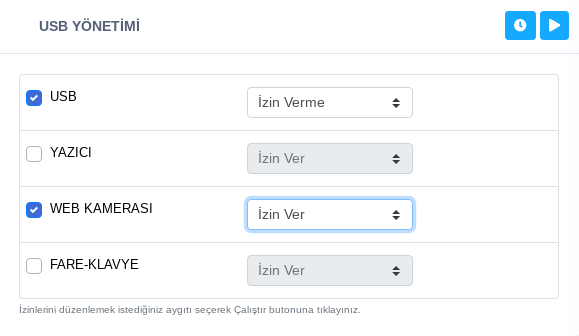 USB YÖNETİMİ
USB
İzin Verme
YAZICI
İzin Ver
WEB KAMERASI
İzin Ver
FARE-KLAVYE
İzin Ver
İzinlerini düzenlemek istediğiniz aygıtı seçerek Çalıştır butonuna tıklayınız.